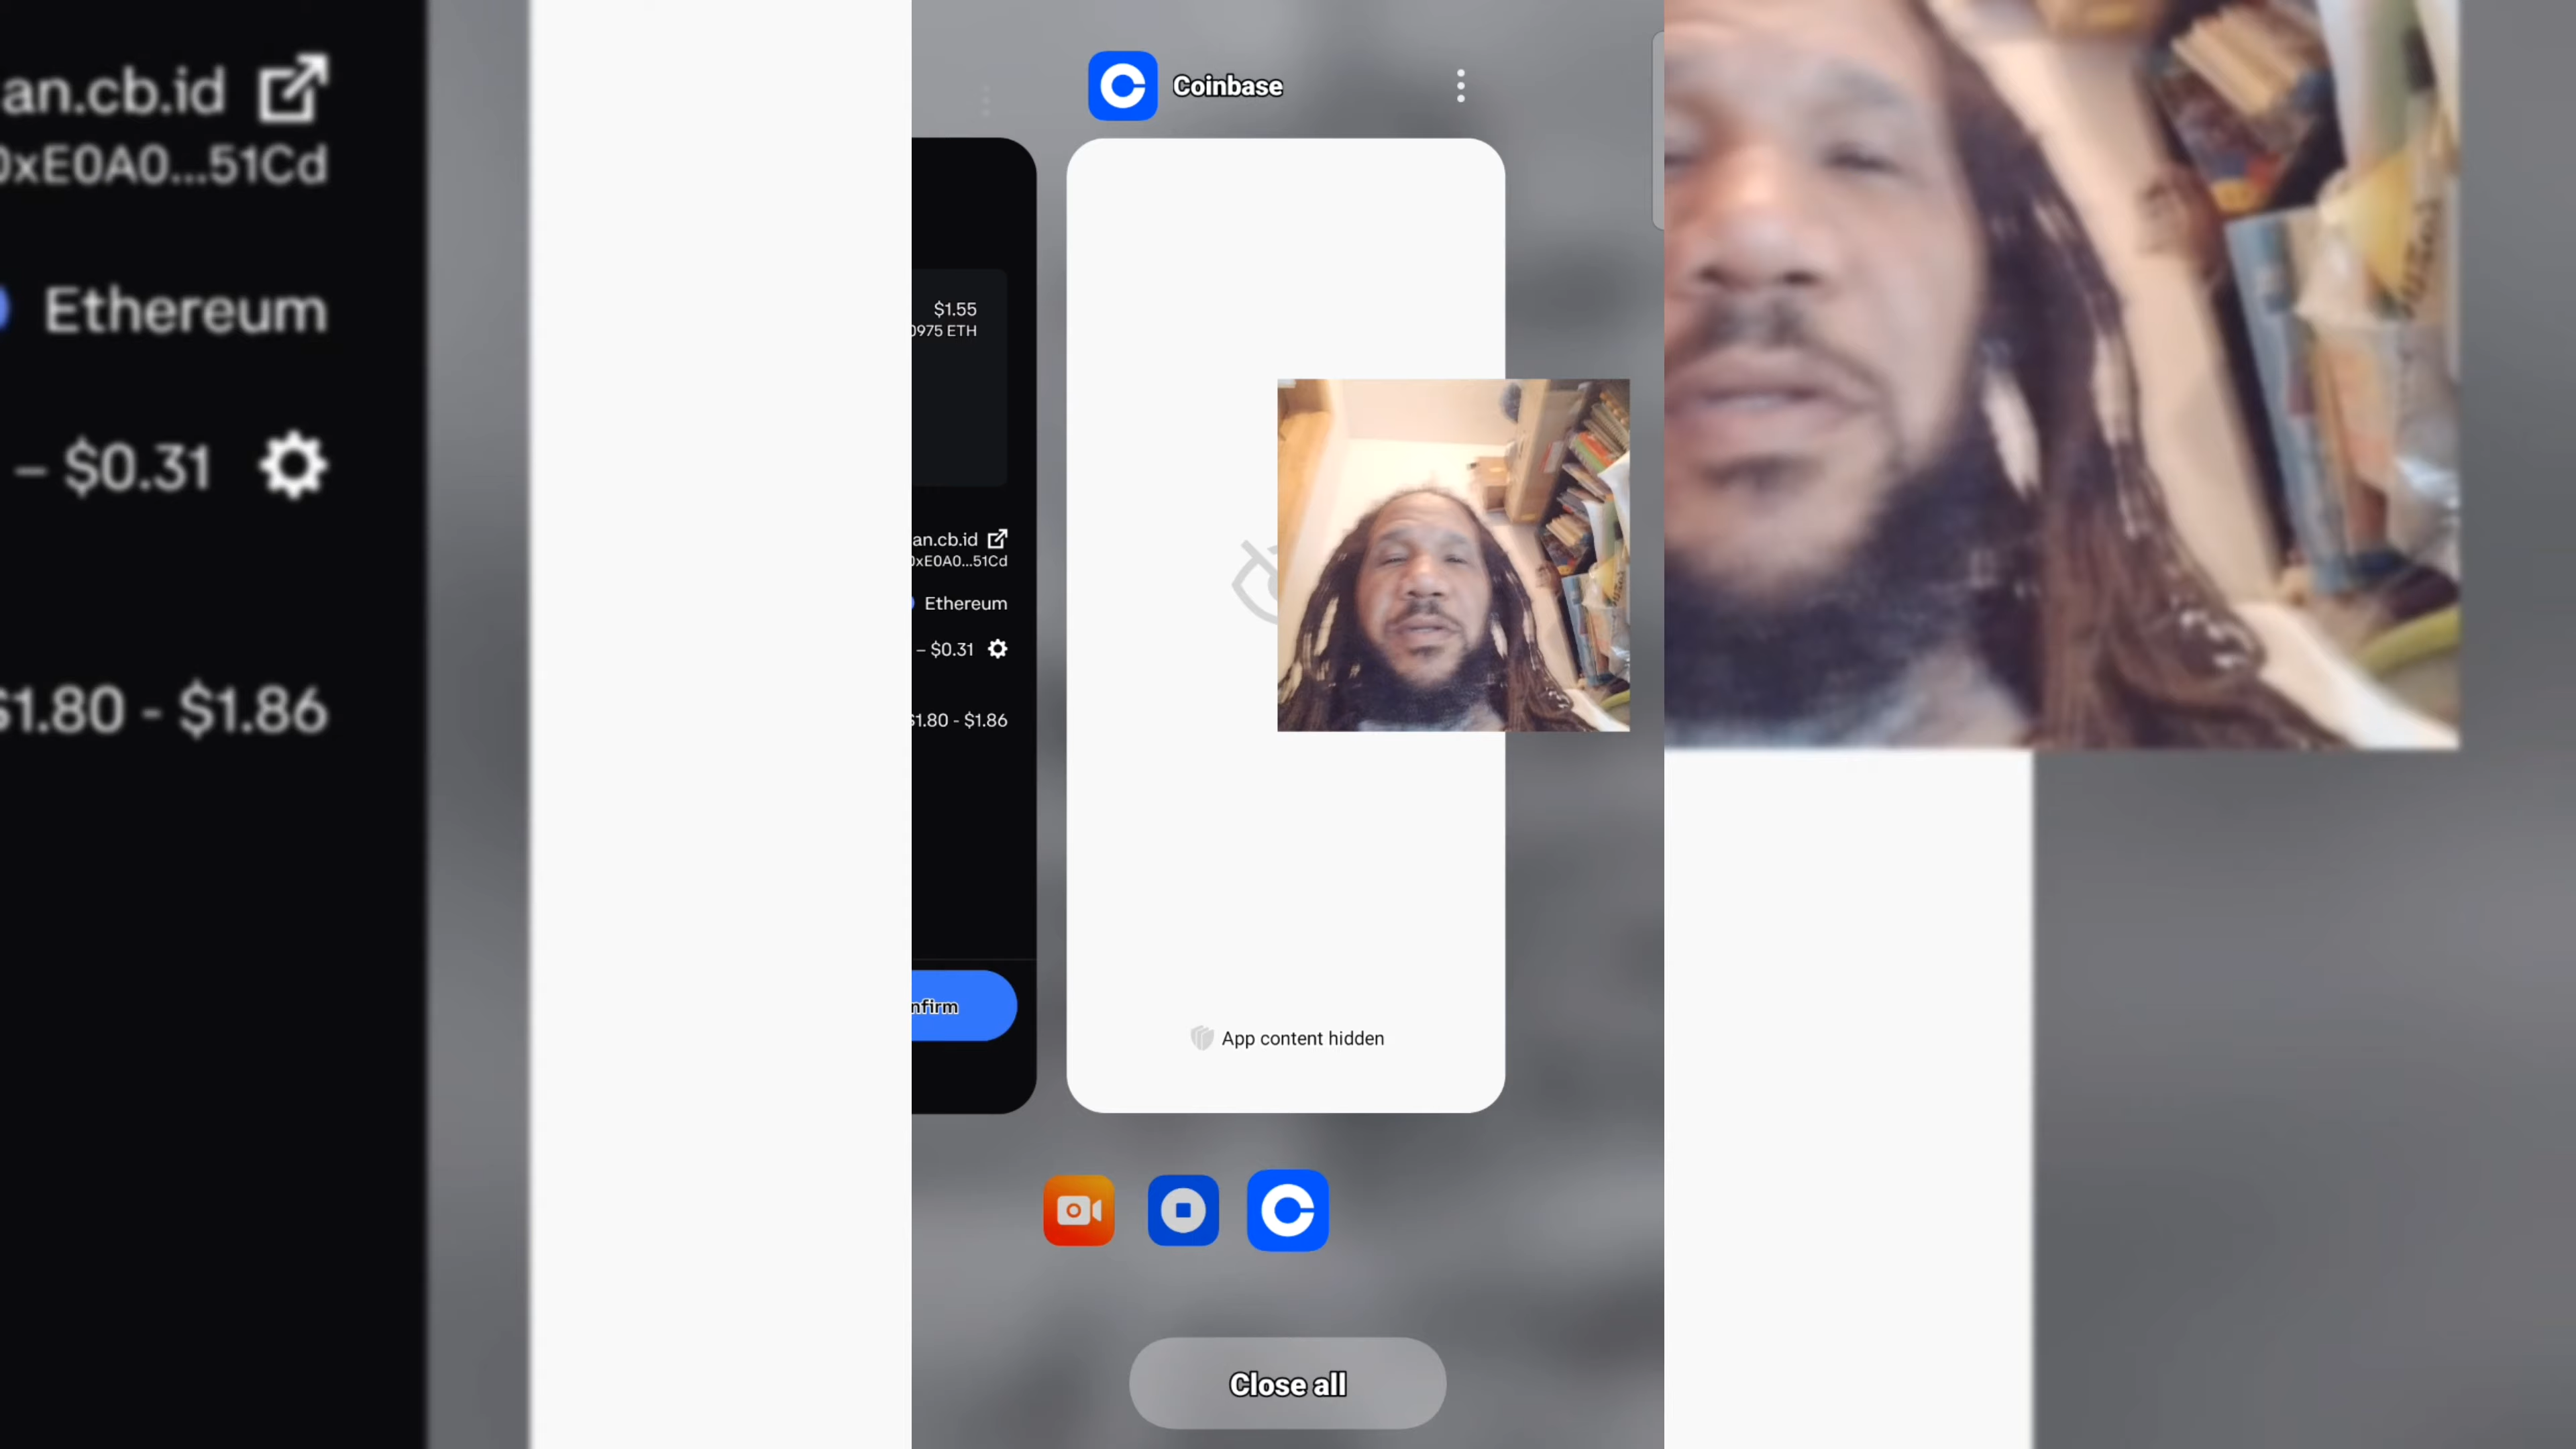 an.cb.id
0xE0A0...51Cd
Ethereum
– $0.31
$1.80 - $1.86
Coinbase
$1.55
0975 ETH
an.cb.id
0xE0A0...51Cd
Ethereum
– $0.31
$1.80 - $1.86
nfirm
App content hidden
Close all